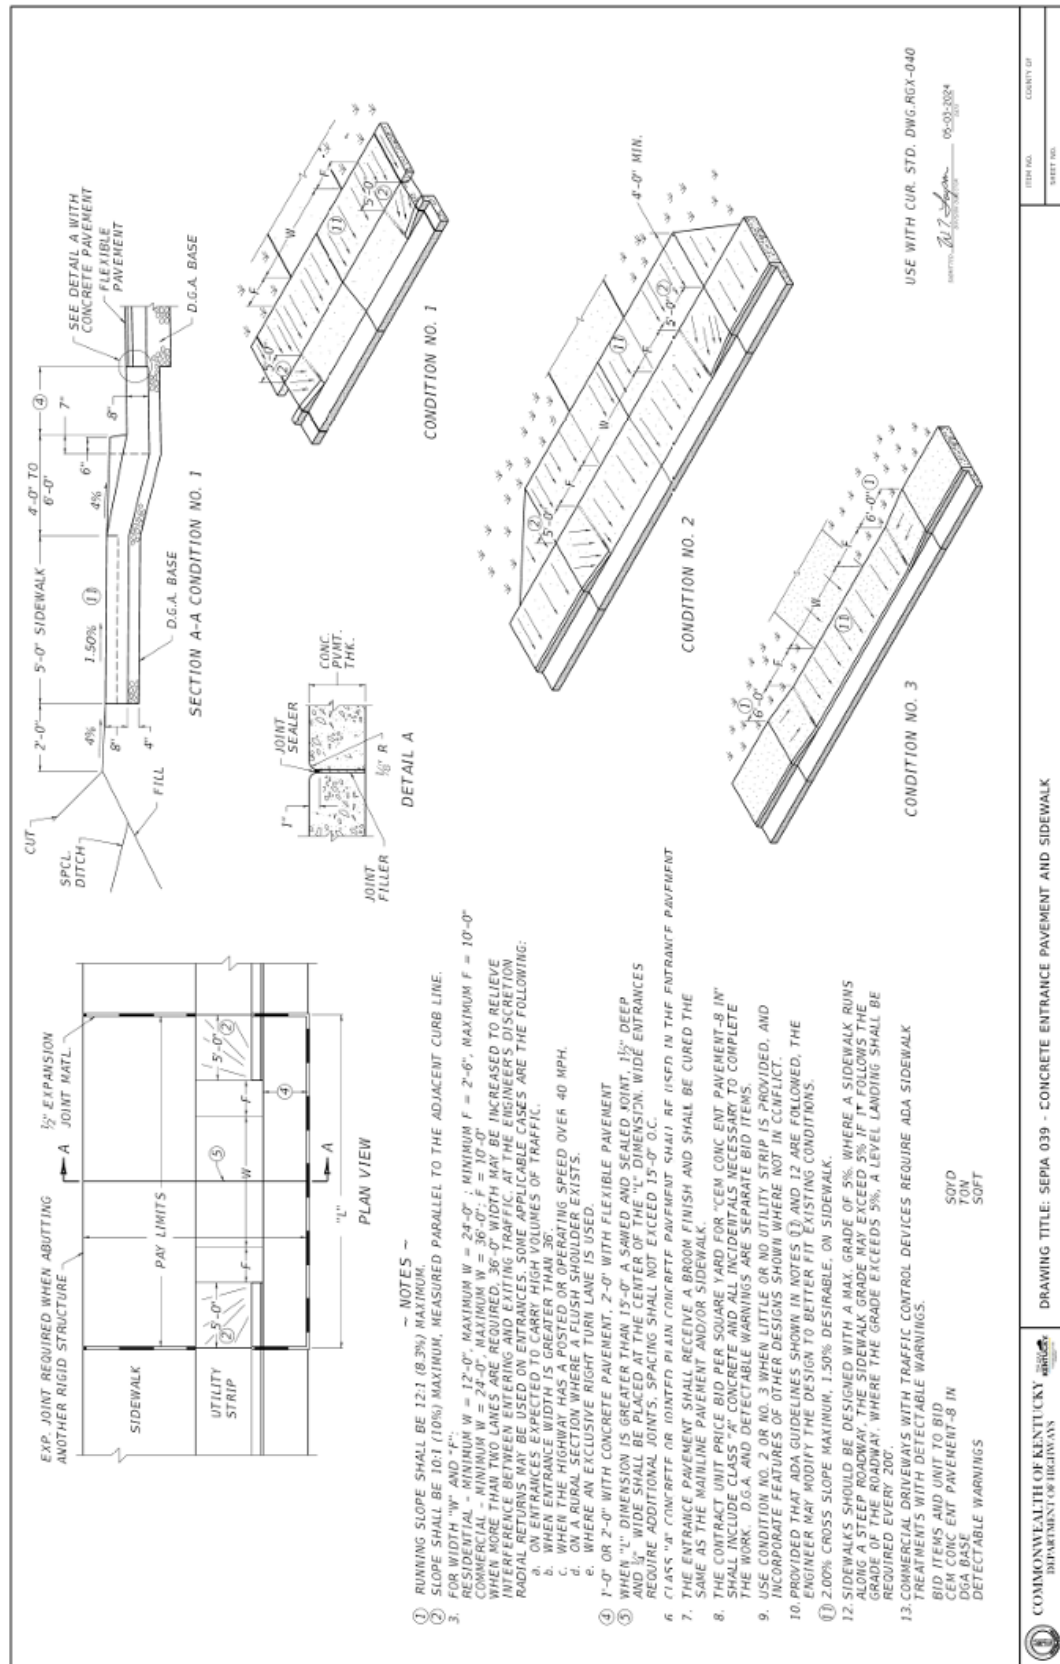 EXP. JOINT REQUIRED WHEN ABUTTING
ANOTHER RIGID STRUCTURE
1/2" EXPANSION
JOINT MATL.
A
A
SIDEWALK
PAY LIMITS
UTILITY
STRIP
5'-0"
2
F
W
F
5'-0"
2
5
4
"L"
PLAN VIEW
CUT
SPCL.
DITCH
FILL
2'-0"
5'-0" SIDEWALK
4'-0" TO
6'-0"
4
7"
4%
1.50%
11
4%
6"
8"
8"
4"
D.G.A. BASE
SEE DETAIL A WITH
CONCRETE PAVEMENT
FLEXIBLE
PAVEMENT
D.G.A. BASE
SECTION A-A CONDITION NO. 1
1"
JOINT
SEALER
CONC.
PVMT.
THK.
JOINT
FILLER
1/8" R
DETAIL A
5'-0"
2
F
W
F
11
5'-0"
2
CONDITION NO. 1
2
5'-0"
F
W
F
11
5'-0"
2
4'-0" MIN.
CONDITION NO. 2
1
6'-0"
F
W
F
11
6'-0"
1
CONDITION NO. 3
~ NOTES ~
1 RUNNING SLOPE SHALL BE 12:1 (8.3%) MAXIMUM.
2 SLOPE SHALL BE 10:1 (10%) MAXIMUM, MEASURED PARALLEL TO THE ADJACENT CURB LINE.
3. FOR WIDTH "W" AND "F":
RESIDENTIAL - MINIMUM W = 12'-0", MAXIMUM W = 24'-0" ; MINIMUM F = 2'-6", MAXIMUM F = 10'-0"
COMMERCIAL - MINIMUM W = 24'-0", MAXIMUM W = 36'-0"; F = 10'-0"
WHEN MORE THAN TWO LANES ARE REQUIRED, 36'-0" WIDTH MAY BE INCREASED TO RELIEVE
INTERFERENCE BETWEEN ENTERING AND EXITING TRAFFIC. AT THE ENGINEER'S DISCRETION
RADIAL RETURNS MAY BE USED ON ENTRANCES. SOME APPLICABLE CASES ARE THE FOLLOWING:
a. ON ENTRANCES EXPECTED TO CARRY HIGH VOLUMES OF TRAFFIC.
b. WHEN ENTRANCE WIDTH IS GREATER THAN 36'.
c. WHEN THE HIGHWAY HAS A POSTED OR OPERATING SPEED OVER 40 MPH.
d. ON A RURAL SECTION WHERE A FLUSH SHOULDER EXISTS.
e. WHERE AN EXCLUSIVE RIGHT TURN LANE IS USED.
4 1'-0" OR 2'-0" WITH CONCRETE PAVEMENT, 2'-0" WITH FLEXIBLE PAVEMENT
5 WHEN "L" DIMENSION IS GREATER THAN 15'-0" A SAWED AND SEALED JOINT, 1 1/2" DEEP
AND 1/4" WIDE SHALL BE PLACED AT THE CENTER OF THE "L" DIMENSION. WIDE ENTRANCES
REQUIRE ADDITIONAL JOINTS, SPACING SHALL NOT EXCEED 15'-0" O.C.
6. CLASS "A" CONCRETE OR JOINTED PLAIN CONCRETE PAVEMENT SHALL BE USED IN THE ENTRANCE PAVEMENT
7. THE ENTRANCE PAVEMENT SHALL RECEIVE A BROOM FINISH AND SHALL BE CURED THE
SAME AS THE MAINLINE PAVEMENT AND/OR SIDEWALK.
8. THE CONTRACT UNIT PRICE BID PER SQUARE YARD FOR "CEM CONC ENT PAVEMENT-8 IN"
SHALL INCLUDE CLASS "A" CONCRETE AND ALL INCIDENTALS NECESSARY TO COMPLETE
THE WORK. D.G.A. AND DETECTABLE WARNINGS ARE SEPARATE BID ITEMS.
9. USE CONDITION NO. 2 OR NO. 3 WHEN LITTLE OR NO UTILITY STRIP IS PROVIDED, AND
INCORPORATE FEATURES OF OTHER DESIGNS SHOWN WHERE NOT IN CONFLICT.
10. PROVIDED THAT ADA GUIDELINES SHOWN IN NOTES 11 AND 12 ARE FOLLOWED, THE
ENGINEER MAY MODIFY THE DESIGN TO BETTER FIT EXISTING CONDITIONS.
11 2.00% CROSS SLOPE MAXIMUM, 1.50% DESIRABLE, ON SIDEWALK.
12. SIDEWALKS SHOULD BE DESIGNED WITH A MAX. GRADE OF 5%. WHERE A SIDEWALK RUNS
ALONG A STEEP ROADWAY, THE SIDEWALK GRADE MAY EXCEED 5% IF IT FOLLOWS THE
GRADE OF THE ROADWAY. WHERE THE GRADE EXCEEDS 5%, A LEVEL LANDING SHALL BE
REQUIRED EVERY 200'.
13. COMMERCIAL DRIVEWAYS WITH TRAFFIC CONTROL DEVICES REQUIRE ADA SIDEWALK
TREATMENTS WITH DETECTABLE WARNINGS.
BID ITEMS AND UNIT TO BID
CEM CONC ENT PAVEMENT-8 IN SQYD
DGA BASE TON
DETECTABLE WARNINGS SQFT
USE WITH CUR. STD. DWG. RGX-040
SUBMITTED
05-03-2024
DATE
COMMONWEALTH OF KENTUCKY
DEPARTMENT OF HIGHWAYS
KENTUCKY
DRAWING TITLE: SEPIA 039 - CONCRETE ENTRANCE PAVEMENT AND SIDEWALK
ITEM NO.
COUNTY OF
SHEET NO.